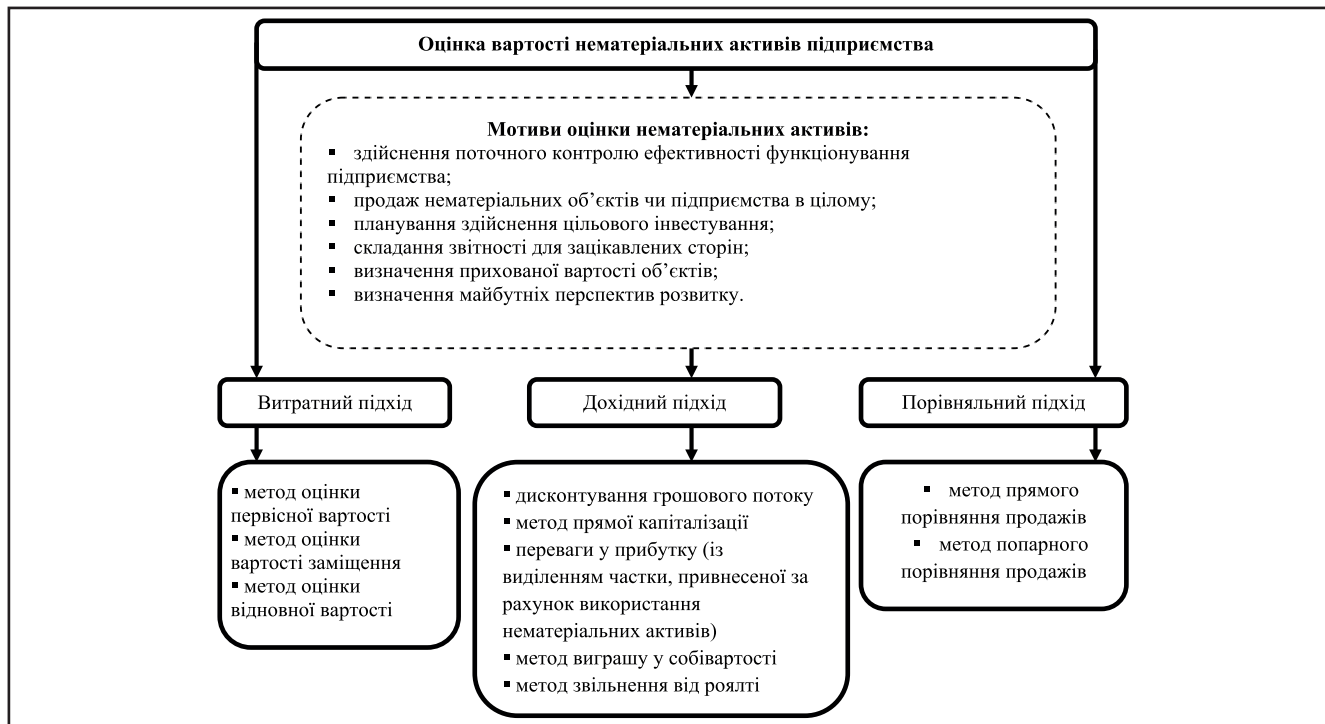 Оцінка вартості нематеріальних активів підприємства
Мотиви оцінки нематеріальних активів:
▪ здійснення поточного контролю ефективності функціонування
підприємства;
▪ продаж нематеріальних об’єктів чи підприємства в цілому;
▪ планування здійснення цільового інвестування;
▪ складання звітності для зацікавлених сторін;
▪ визначення прихованої вартості об’єктів;
▪ визначення майбутніх перспектив розвитку.
Витратний підхід
Дохідний підхід
Порівняльний підхід
▪ метод оцінки
первісної вартості
▪ метод оцінки
вартості заміщення
▪ метод оцінки
відновної вартості
▪ дисконтування грошового потоку
▪ метод прямої капіталізації
▪ переваги у прибутку (із
виділенням частки, привнесеної за
рахунок використання
нематеріальних активів)
▪ метод виграшу у собівартості
▪ метод звільнення від роялті
▪ метод прямого
порівняння продажів
▪ метод попарного
порівняння продажів